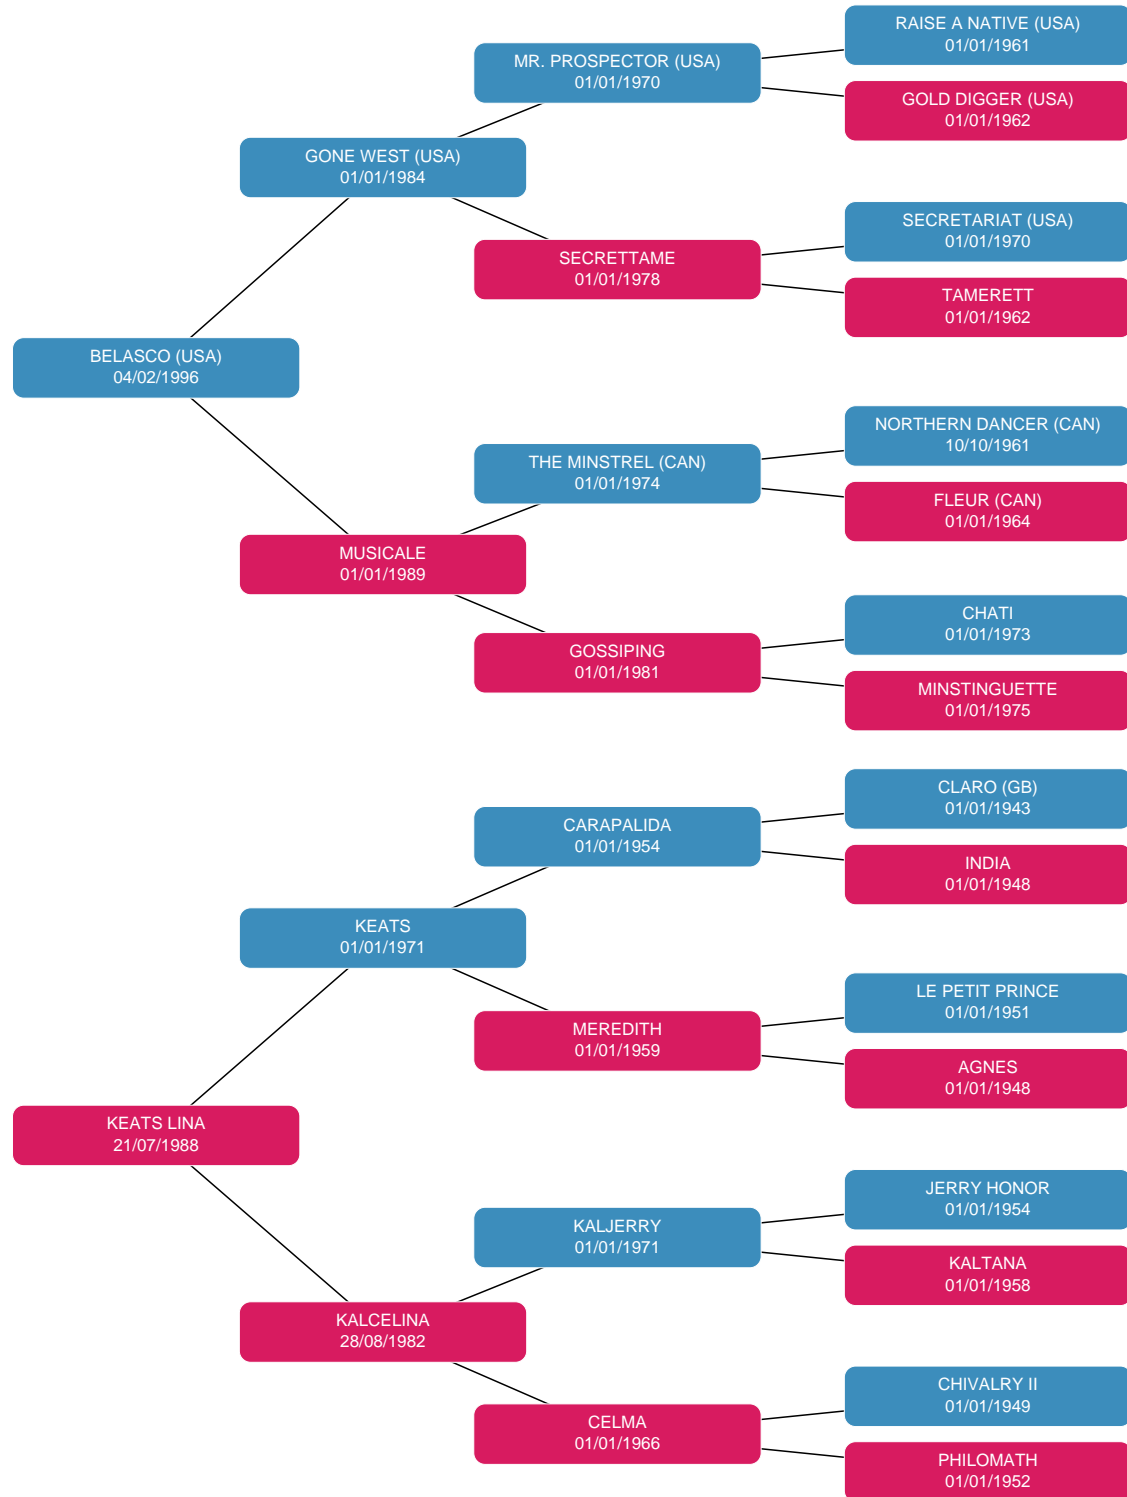 RAISE A NATIVE (USA)
01/01/1961
MR. PROSPECTOR (USA)
01/01/1970
GOLD DIGGER (USA)
01/01/1962
GONE WEST (USA)
01/01/1984
SECRETARIAT (USA)
01/01/1970
SECRETTAME
01/01/1978
TAMERETT
01/01/1962
BELASCO (USA)
04/02/1996
NORTHERN DANCER (CAN)
10/10/1961
THE MINSTREL (CAN)
01/01/1974
FLEUR (CAN)
01/01/1964
MUSICALE
01/01/1989
CHATI
01/01/1973
GOSSIPING
01/01/1981
MINSTINGUETTE
01/01/1975
CLARO (GB)
01/01/1943
CARAPALIDA
01/01/1954
INDIA
01/01/1948
KEATS
01/01/1971
LE PETIT PRINCE
01/01/1951
MEREDITH
01/01/1959
AGNES
01/01/1948
KEATS LINA
21/07/1988
JERRY HONOR
01/01/1954
KALJERRY
01/01/1971
KALTANA
01/01/1958
KALCELINA
28/08/1982
CHIVALRY II
01/01/1949
CELMA
01/01/1966
PHILOMATH
01/01/1952